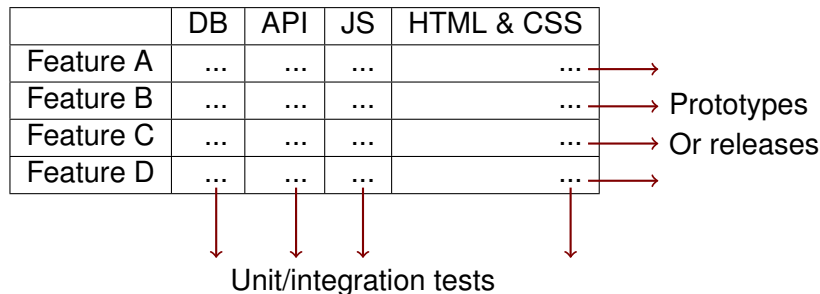 DB API JS HTML & CSS
Feature A ... ... ... ...
Feature B ... ... ... ... Prototypes
Feature C ... ... ... ... Or releases
Feature D ... ... ... ...
Unit/integration tests